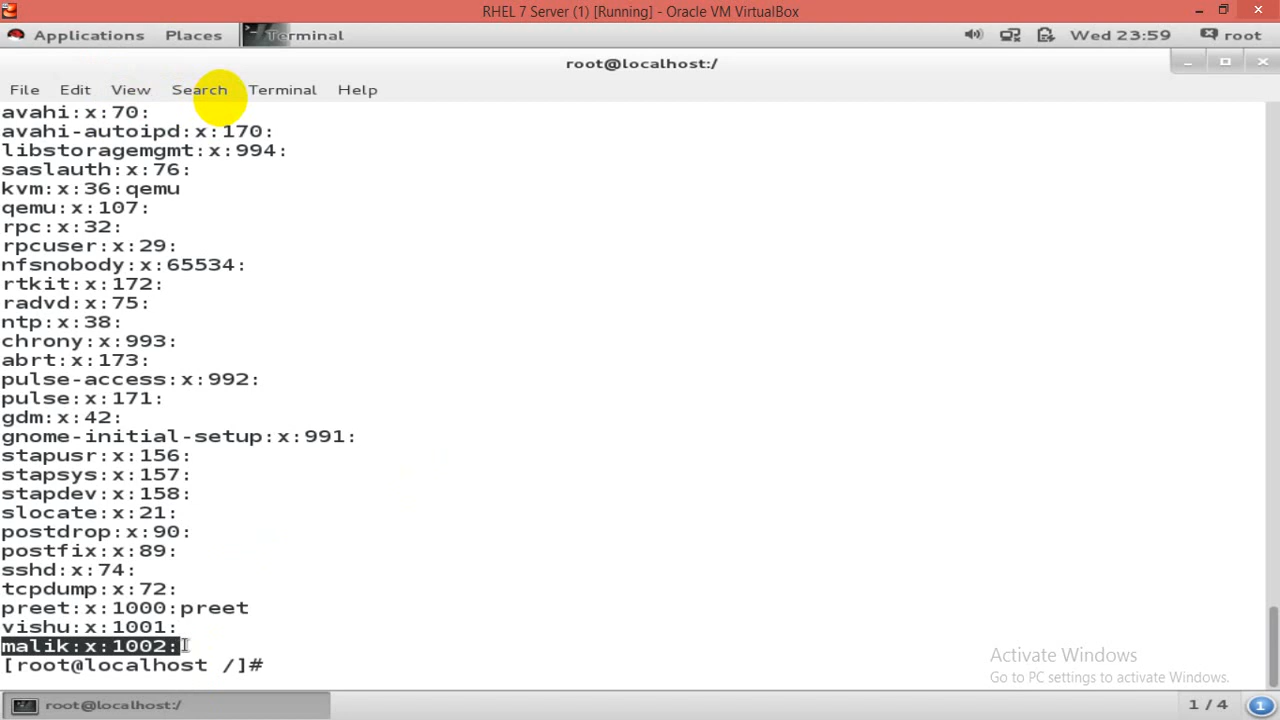 RHEL 7 Server (1) [Running] - Oracle VM VirtualBox
Applications Places Terminal Wed 23:59 root
root@localhost:/
File Edit View Search Terminal Help
avahi:x:70:
avahi-autoipd:x:170:
libstoragemgmt:x:994:
saslauth:x:76:
kvm:x:36:qemu
qemu:x:107:
rpc:x:32:
rpcuser:x:29:
nfsnobody:x:65534:
rtkit:x:172:
radvd:x:75:
ntp:x:38:
chrony:x:993:
abrt:x:173:
pulse-access:x:992:
pulse:x:171:
gdm:x:42:
gnome-initial-setup:x:991:
stapusr:x:156:
stapsys:x:157:
stapdev:x:158:
slocate:x:21:
postdrop:x:90:
postfix:x:89:
sshd:x:74:
tcpdump:x:72:
preet:x:1000:preet
vishu:x:1001:
malik:x:1002:
[root@localhost /]#
Activate Windows
Go to PC settings to activate Windows.
root@localhost:/ 1 / 4 1